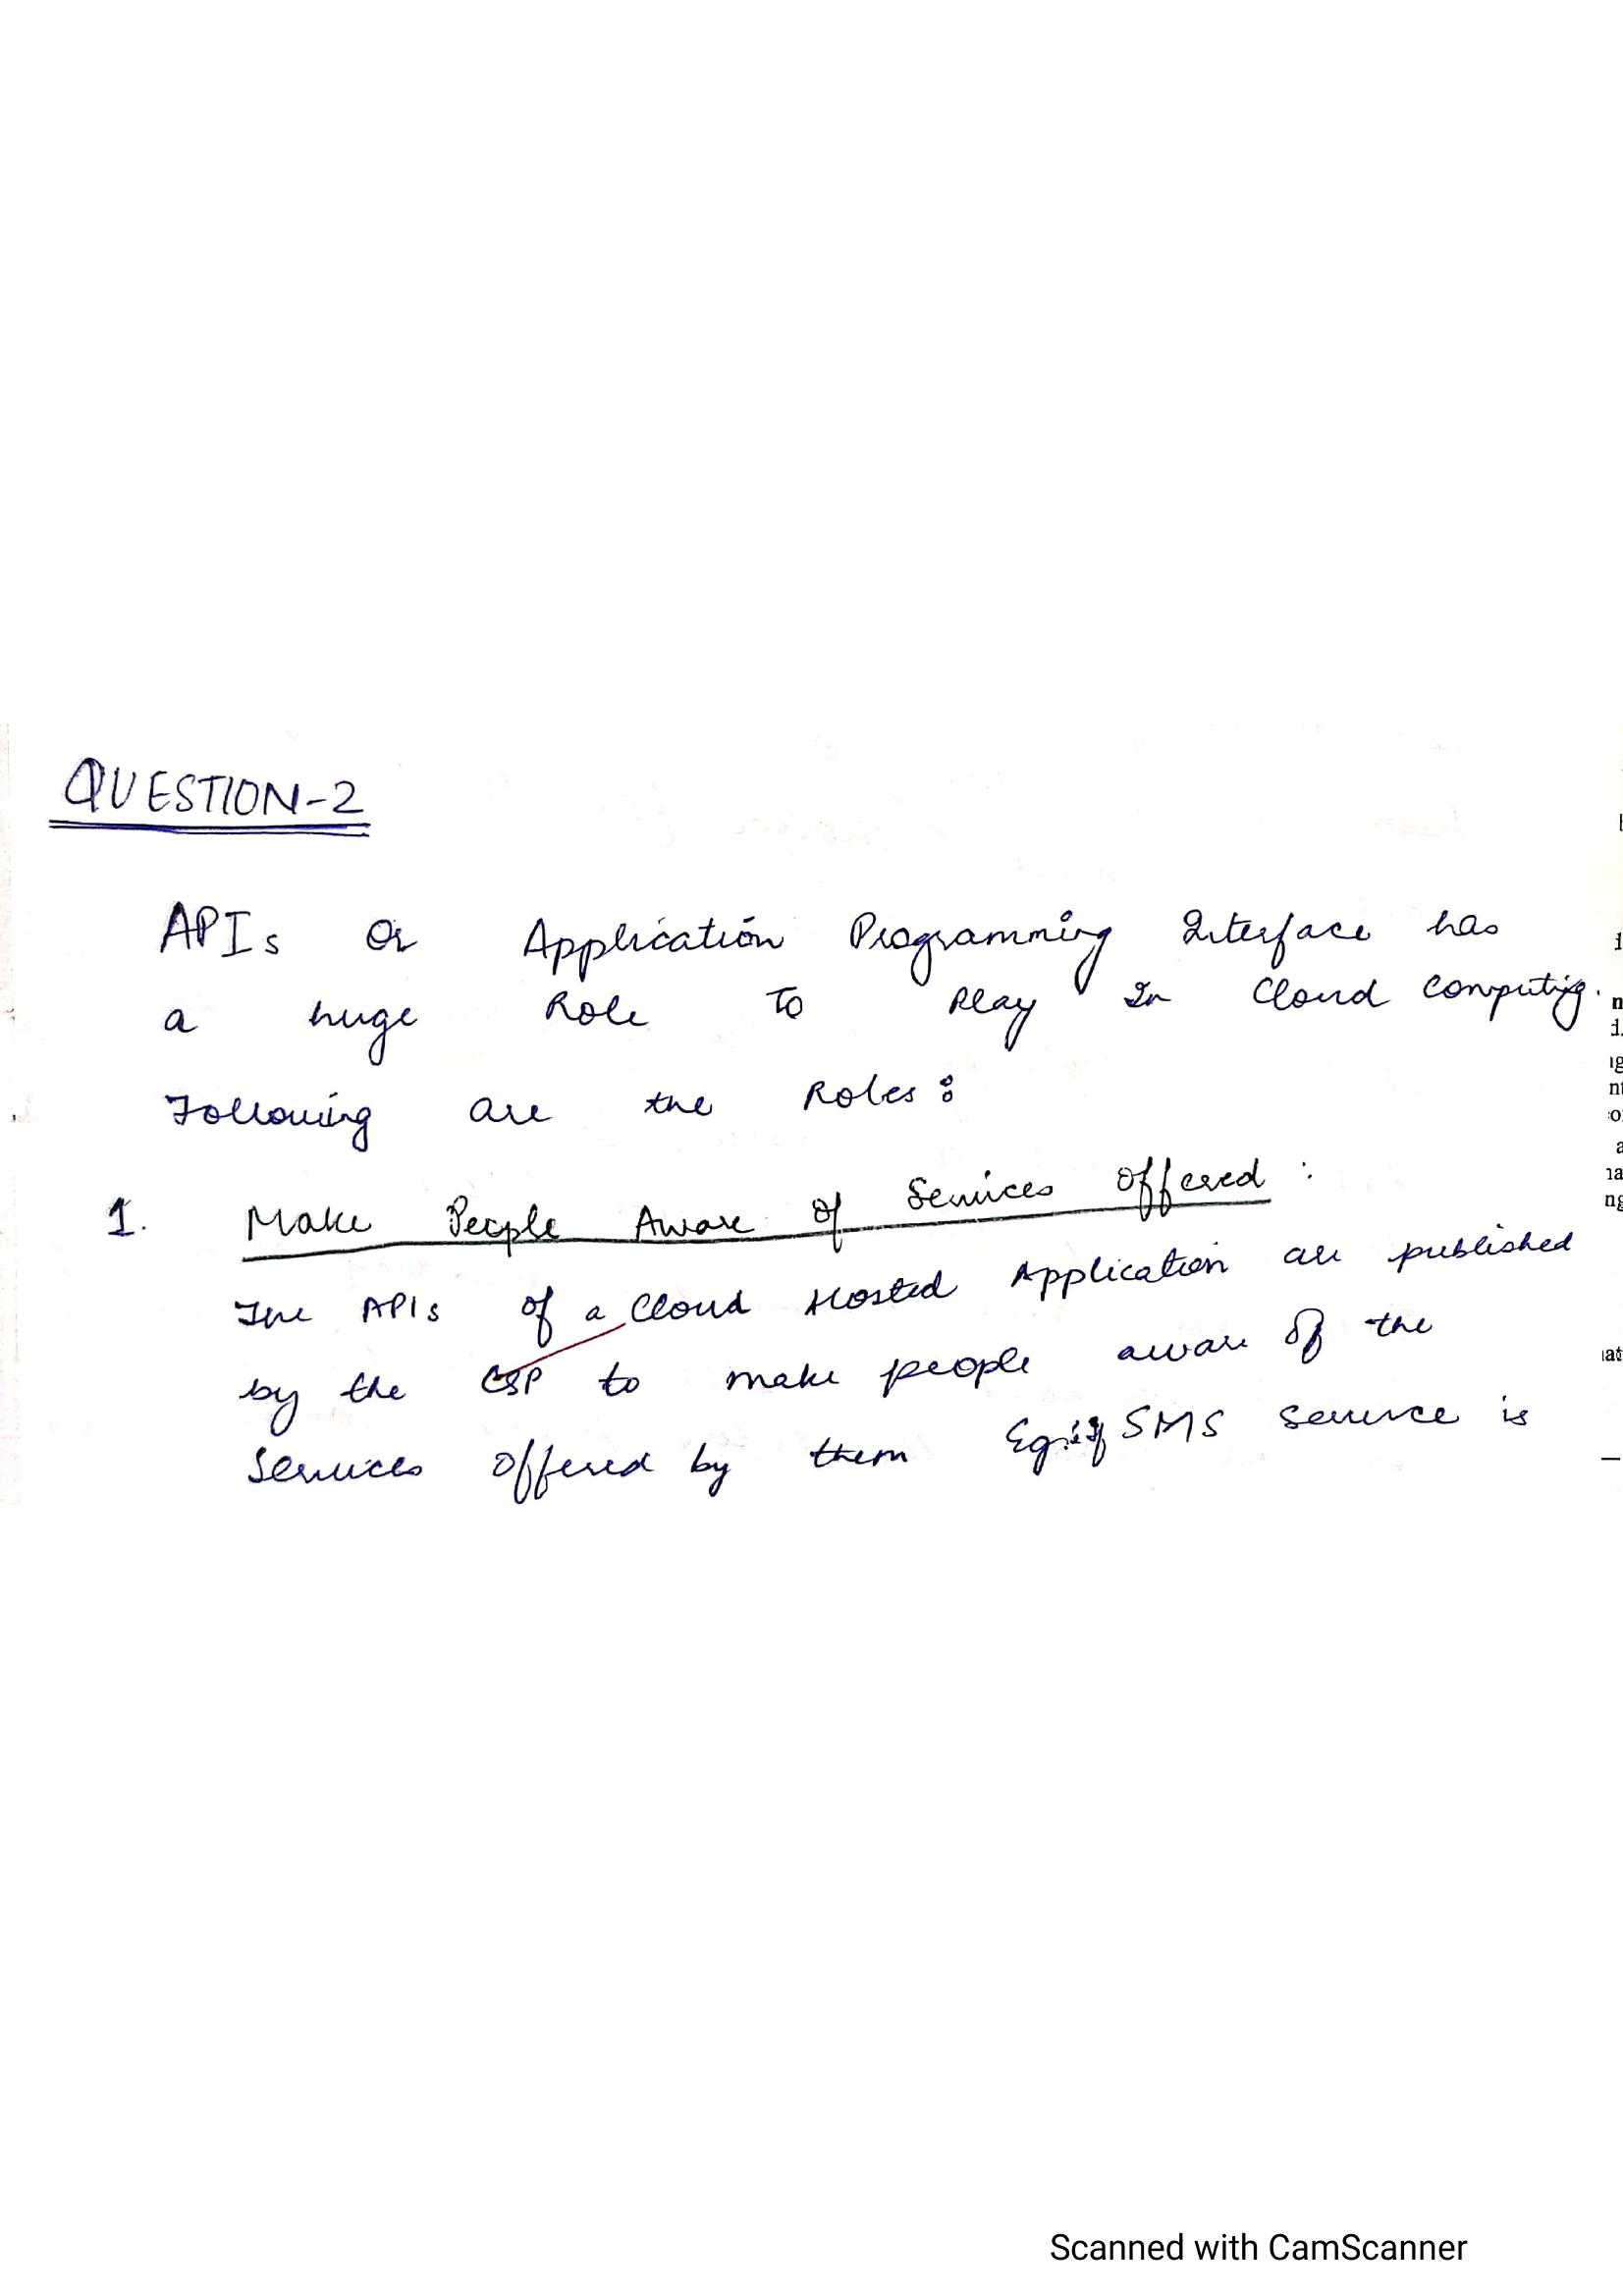 QUESTION-2
APIs or Application Programming Interface has
a huge Role To Play In Cloud Computing.
Following are the Roles:
1. Make People Aware of Services Offered :
The APIs of a Cloud Hosted Application are published
by the CSP to make people aware of the
Services offered by them Eg: if SMS Service is
Scanned with CamScanner